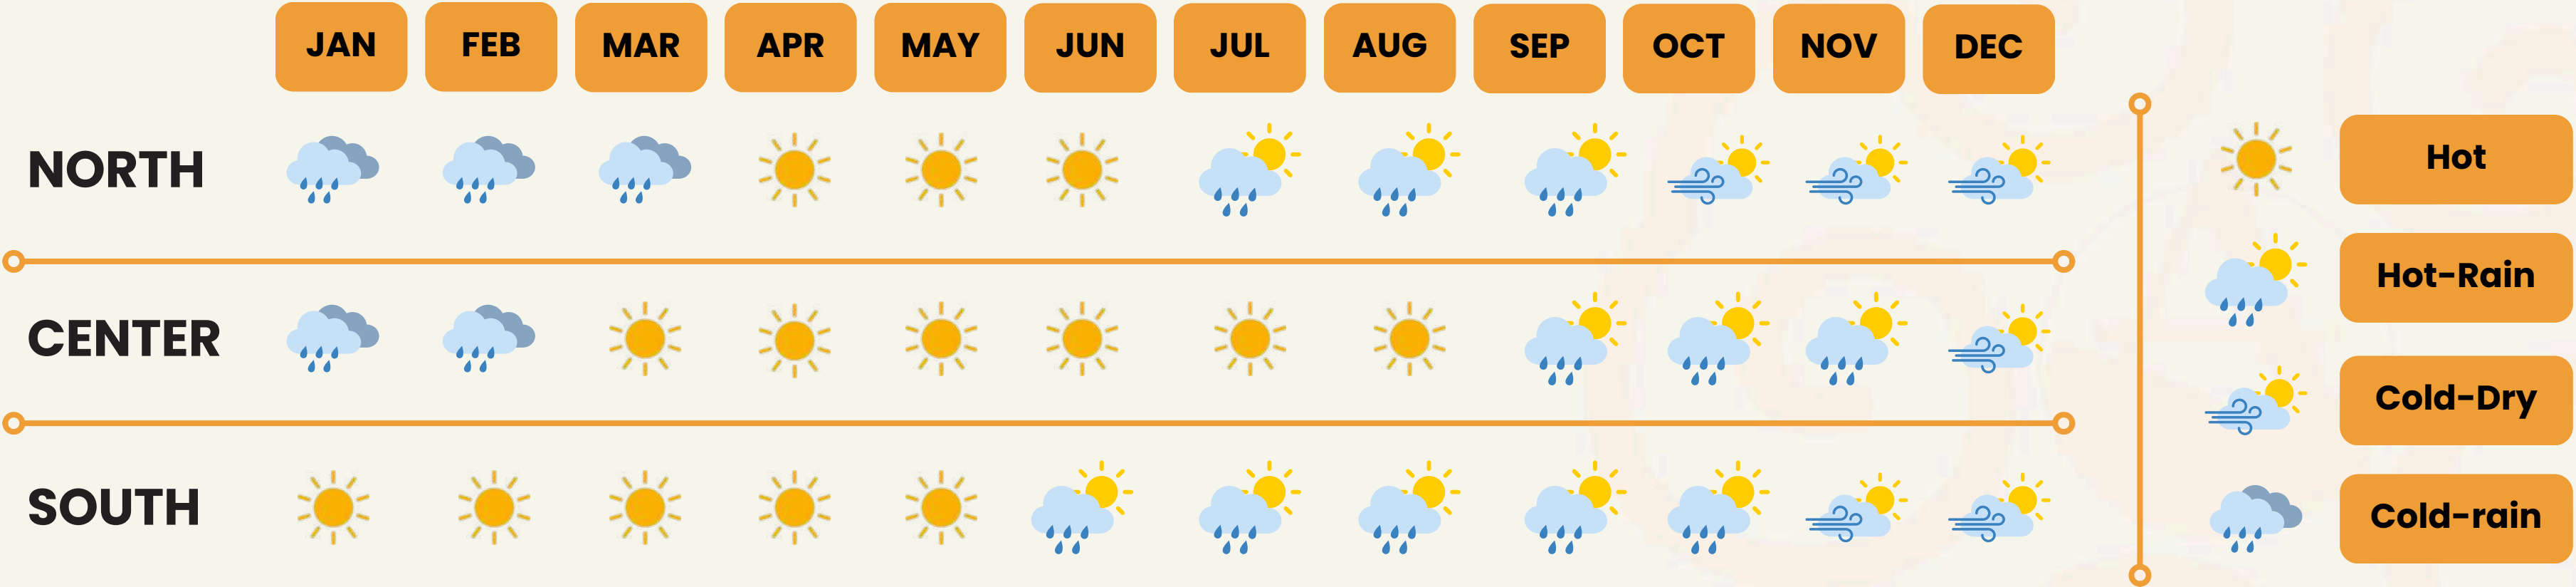 JAN FEB MAR APR MAY JUN JUL AUG SEP OCT NOV DEC
NORTH
CENTER
SOUTH
Hot
Hot-Rain
Cold-Dry
Cold-rain